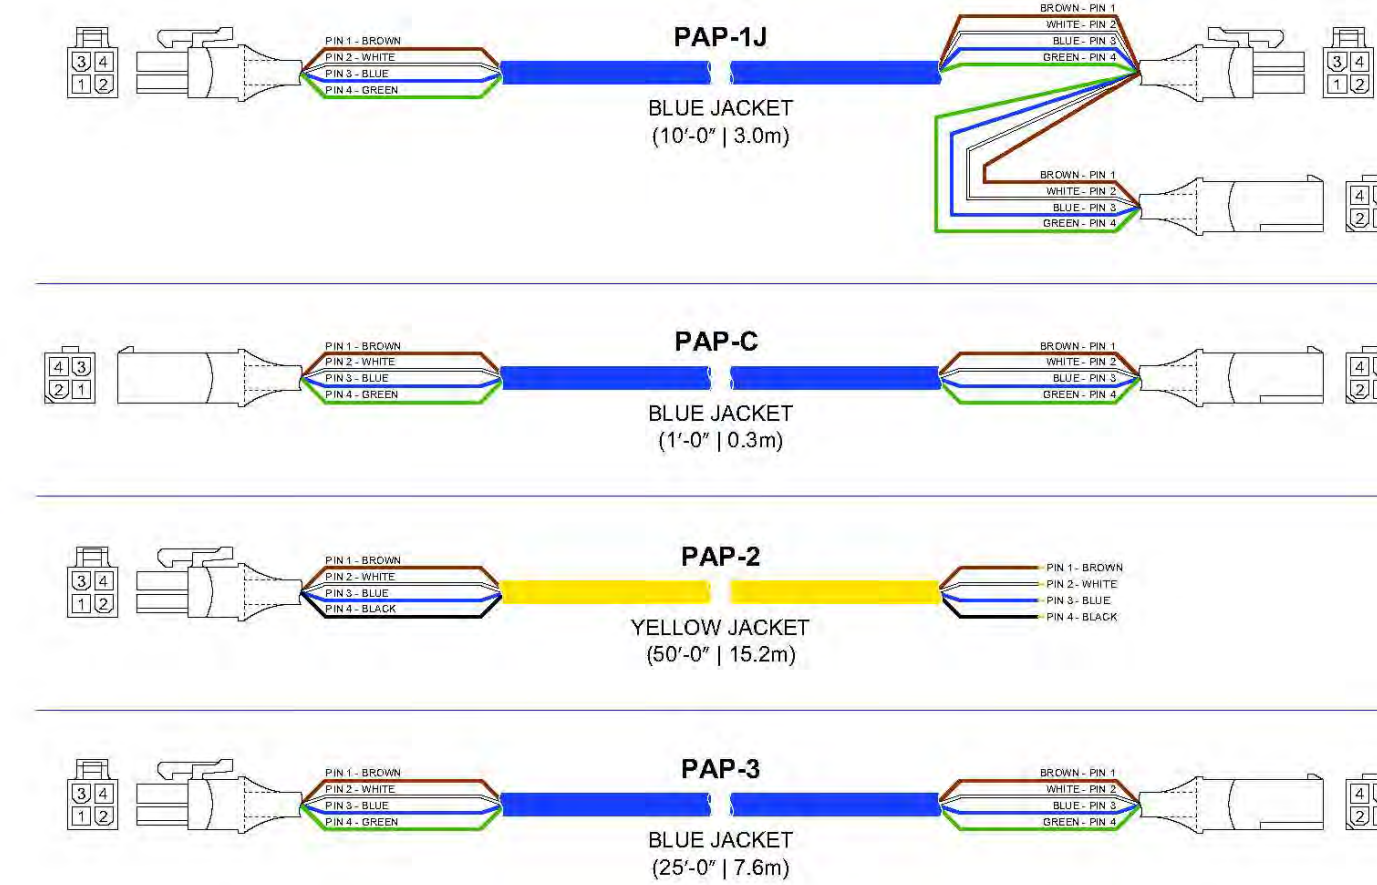 PAP-1J
PIN 1 - BROWN
PIN 2 - WHITE
PIN 3 - BLUE
PIN 4 - GREEN
3 4
1 2
BLUE JACKET
(10'-0" | 3.0m)
BROWN - PIN 1
WHITE - PIN 2
BLUE - PIN 3
GREEN - PIN 4
3 4
1 2
BROWN - PIN 1
WHITE - PIN 2
BLUE - PIN 3
GREEN - PIN 4
4
2
PAP-C
4 3
2 1
PIN 1 - BROWN
PIN 2 - WHITE
PIN 3 - BLUE
PIN 4 - GREEN
BLUE JACKET
(1'-0" | 0.3m)
BROWN - PIN 1
WHITE - PIN 2
BLUE - PIN 3
GREEN - PIN 4
4
2
PAP-2
3 4
1 2
PIN 1 - BROWN
PIN 2 - WHITE
PIN 3 - BLUE
PIN 4 - BLACK
YELLOW JACKET
(50'-0" | 15.2m)
PIN 1 - BROWN
PIN 2 - WHITE
PIN 3 - BLUE
PIN 4 - BLACK
PAP-3
3 4
1 2
PIN 1 - BROWN
PIN 2 - WHITE
PIN 3 - BLUE
PIN 4 - GREEN
BLUE JACKET
(25'-0" | 7.6m)
BROWN - PIN 1
WHITE - PIN 2
BLUE - PIN 3
GREEN - PIN 4
4
2